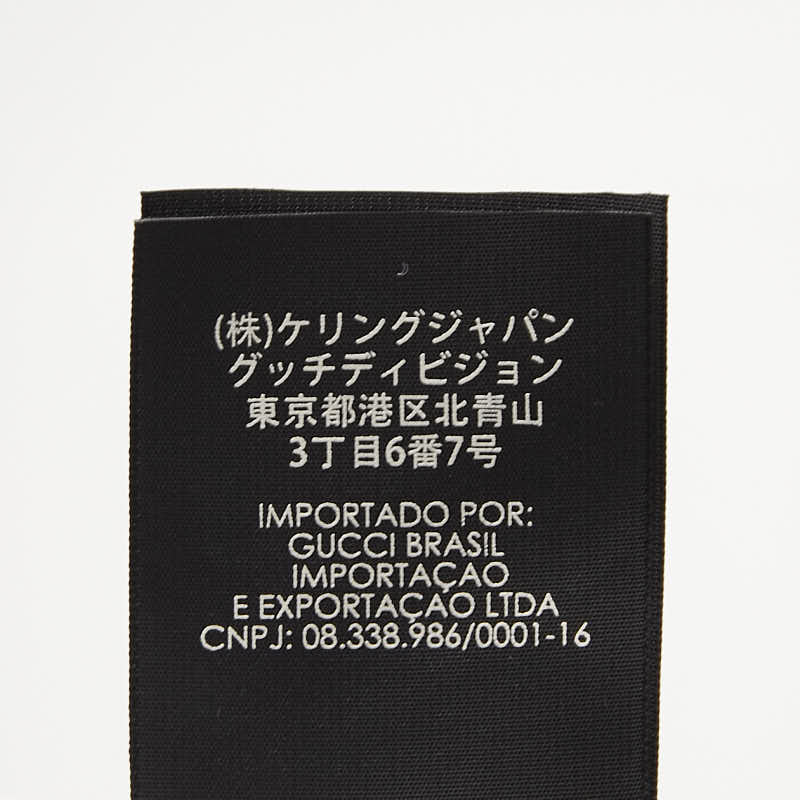 (株)ケリングジャパン
グッチディビジョン
東京都港区北青山
3丁目6番7号
IMPORTADO POR:
GUCCI BRASIL
IMPORTAÇAO
E EXPORTAÇAO LTDA
CNPJ: 08.338.986/0001-16